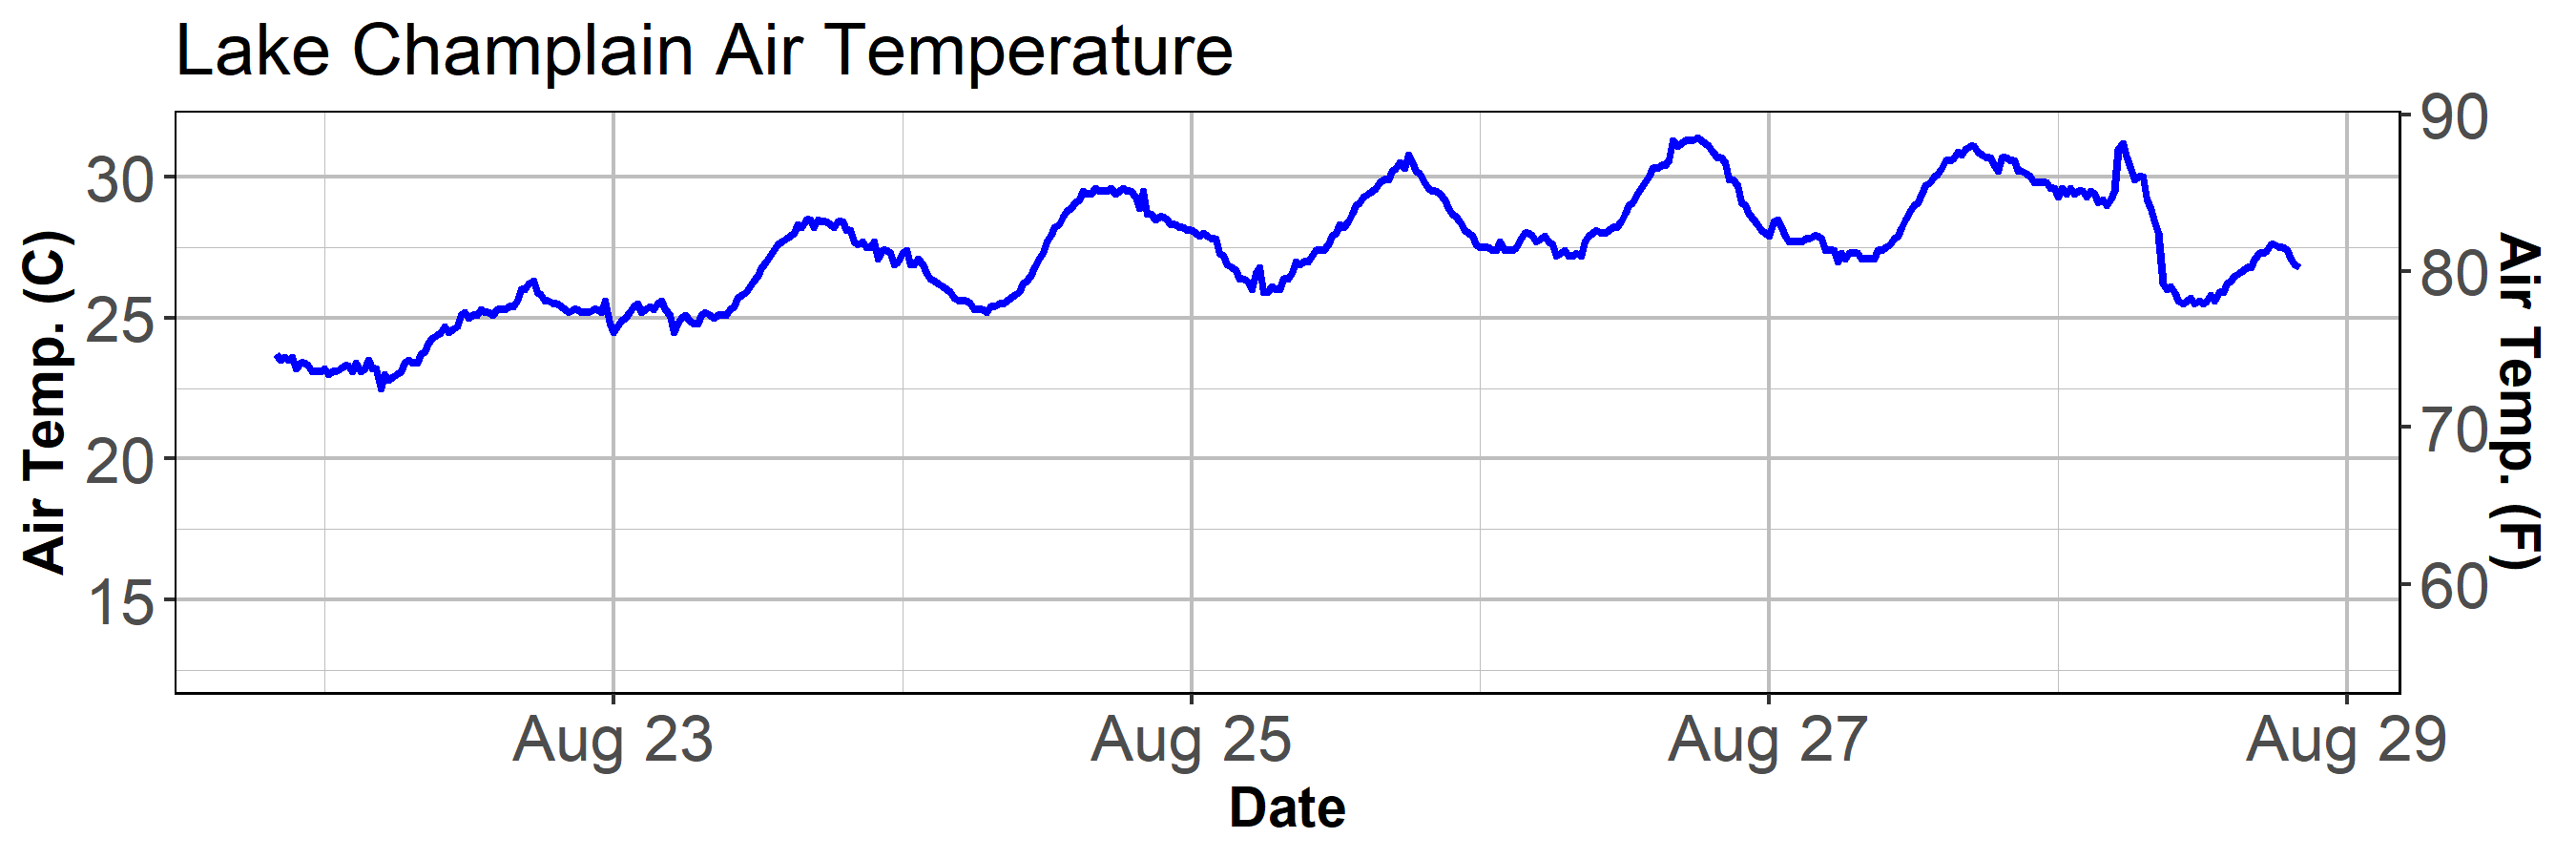 Lake Champlain Air Temperature
Air Temp. (C)
30
25
20
15
90
80
70
60
Air Temp. (F)
Aug 23
Aug 25
Aug 27
Aug 29
Date